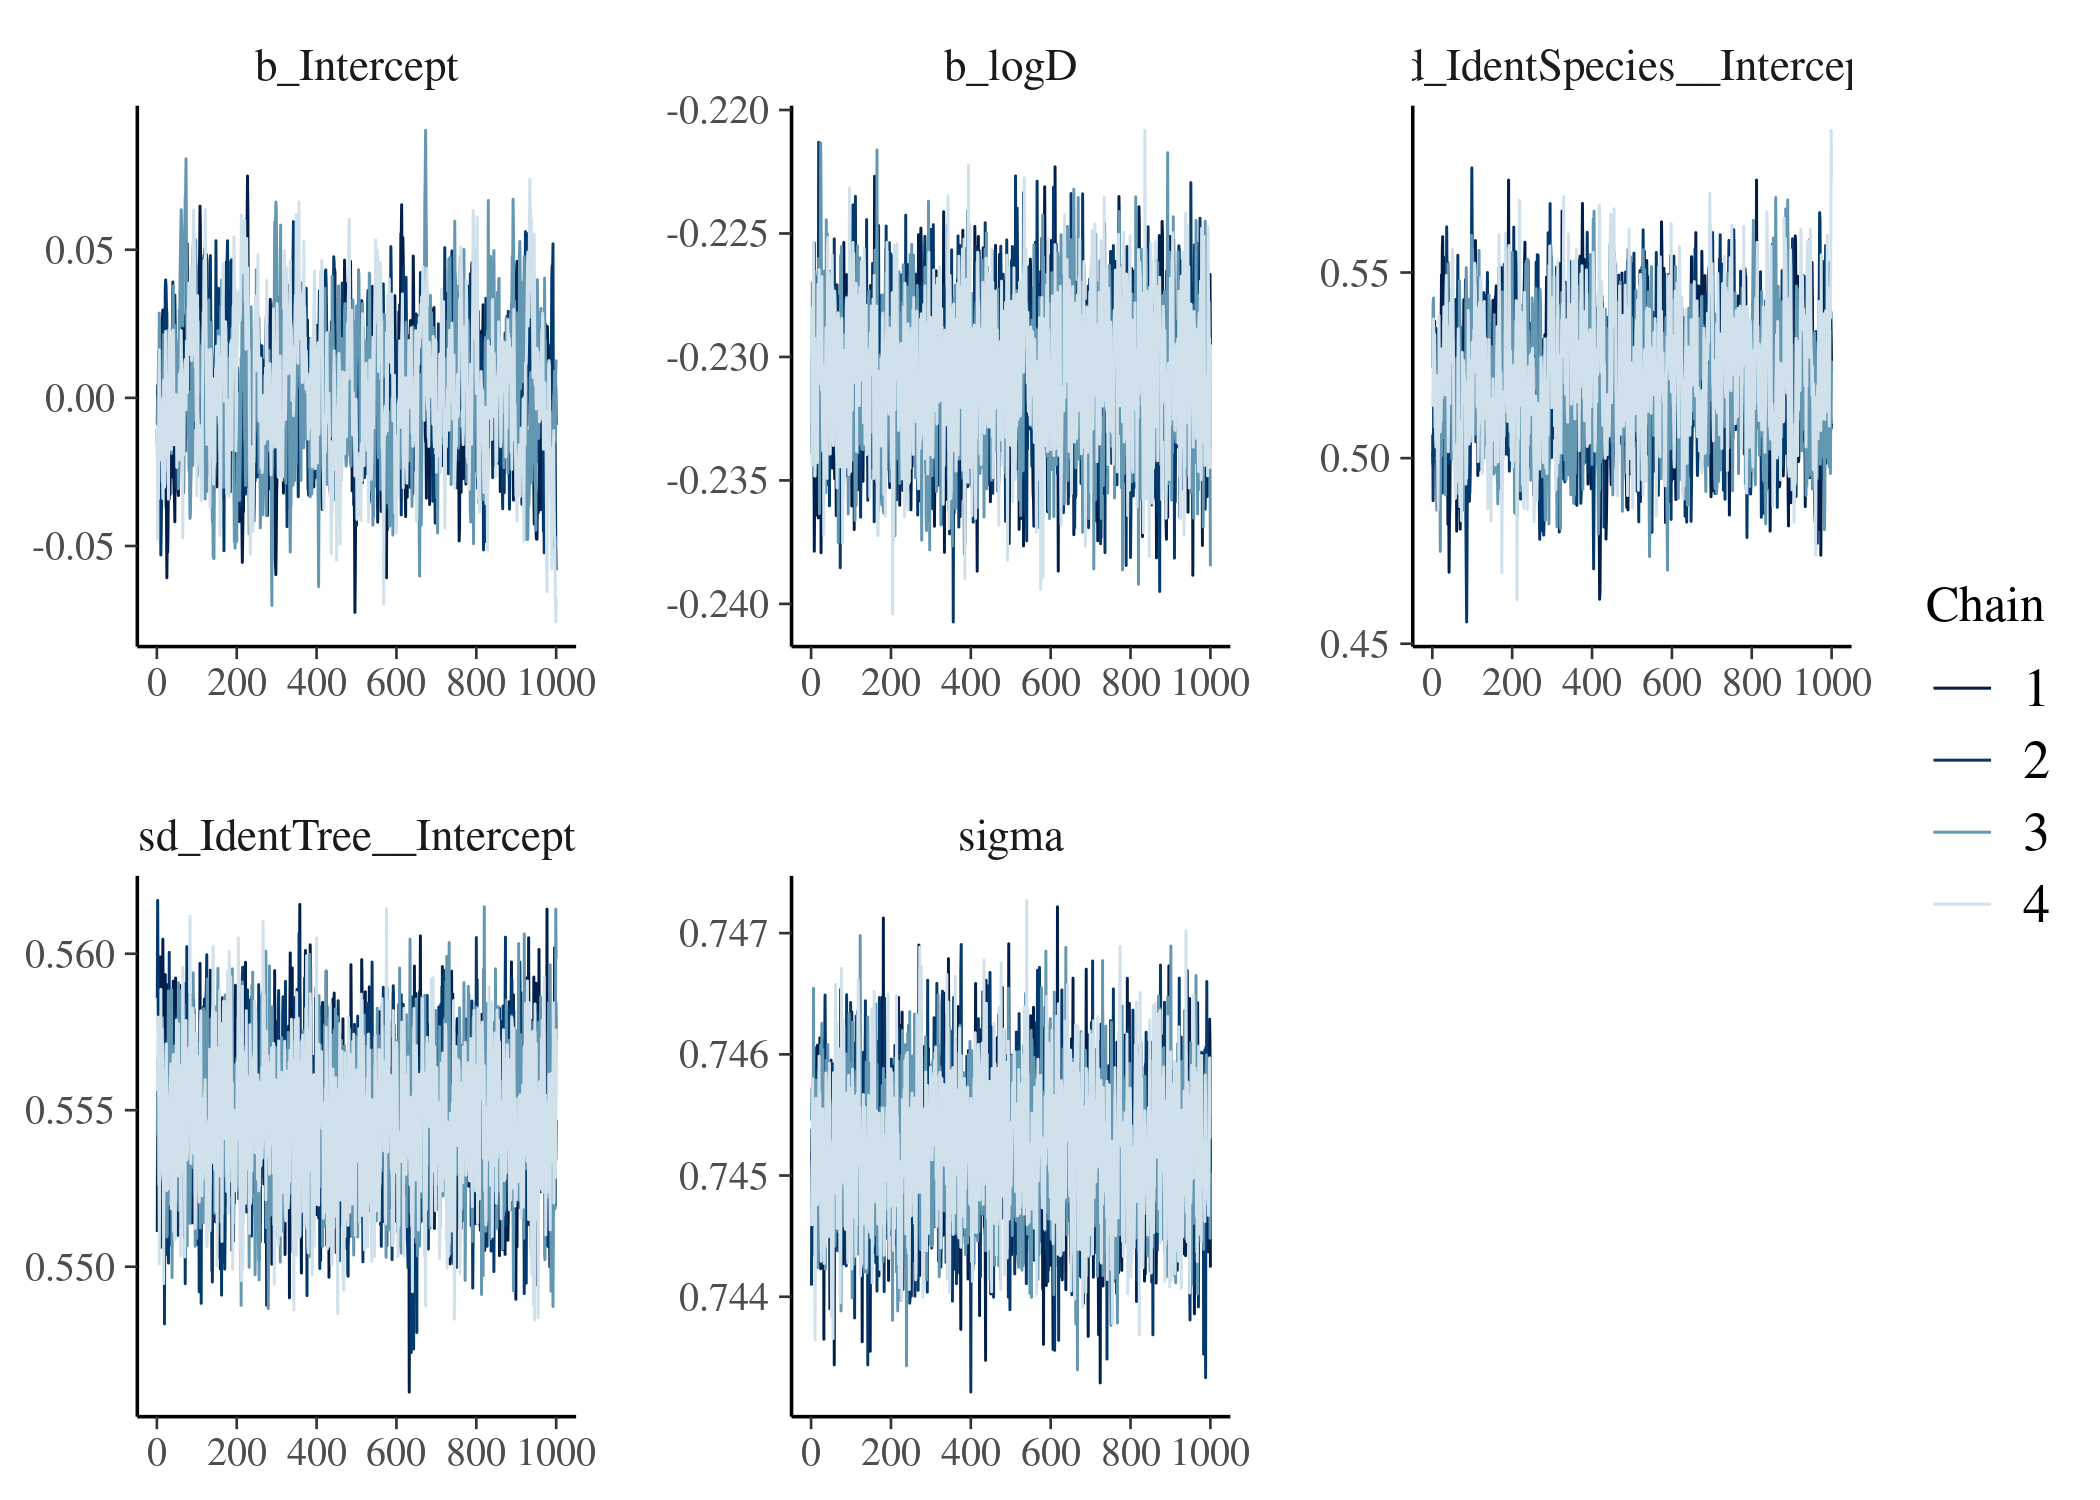 b_Intercept
b_logD
d_IdentSpecies__Intercep
0.05
0.00
-0.05
0 200 400 600 800 1000
-0.220
-0.225
-0.230
-0.235
-0.240
0 200 400 600 800 1000
0.55
0.50
0.45
0 200 400 600 800 1000
sd_IdentTree__Intercept
sigma
0.560
0.555
0.550
0 200 400 600 800 1000
0.747
0.746
0.745
0.744
0 200 400 600 800 1000
Chain
1
2
3
4